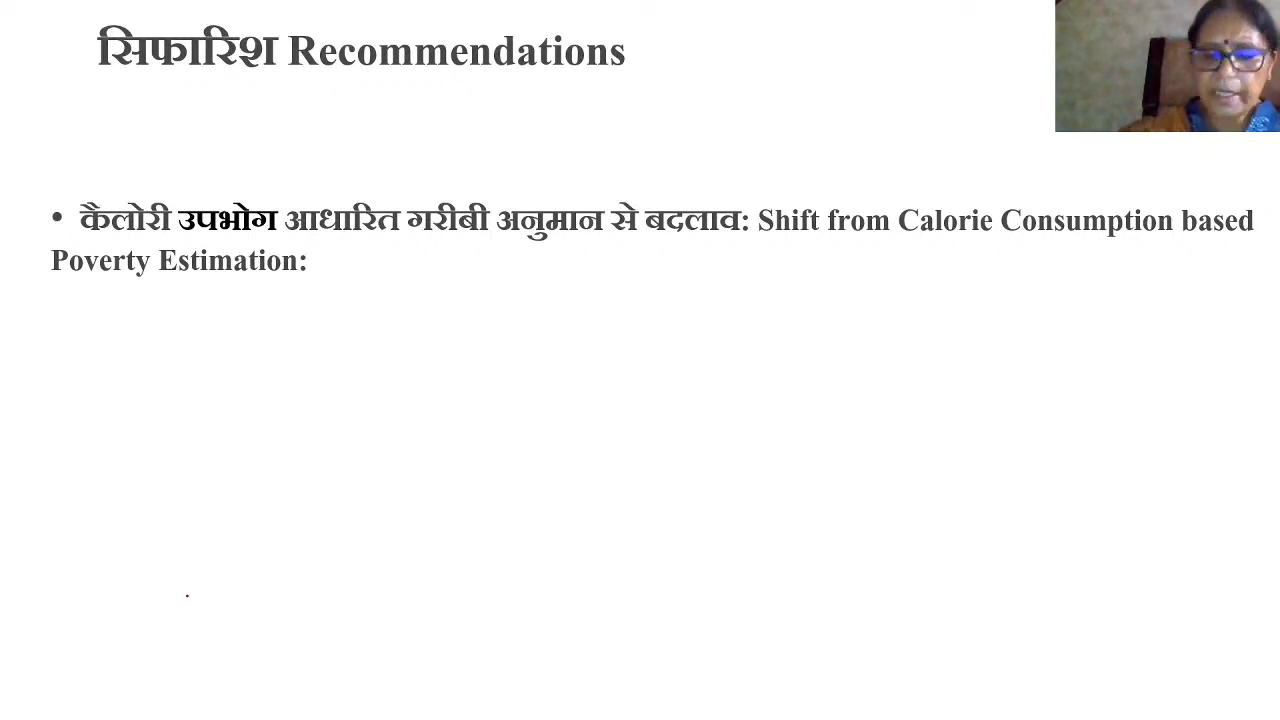 सिफारिश Recommendations
• कैलोरी उपभोग आधारित गरीबी अनुमान से बदलाव: Shift from Calorie Consumption based
Poverty Estimation: